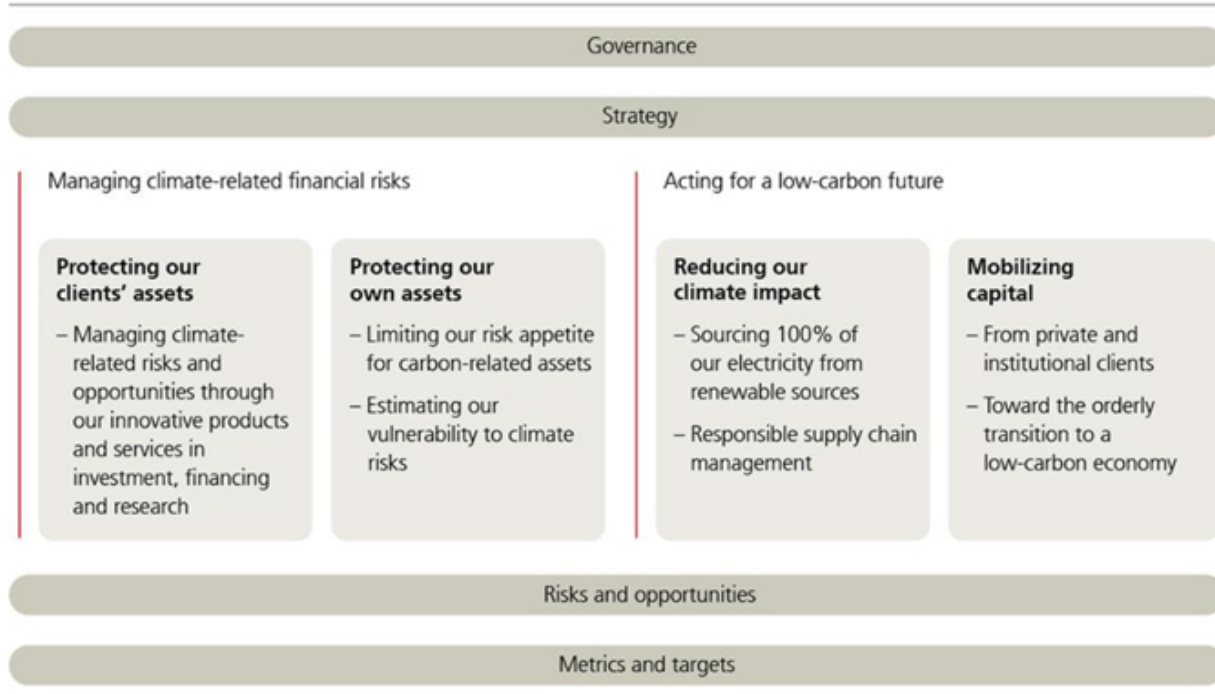 Governance
Strategy
Managing climate-related financial risks
Protecting our
clients' assets
– Managing climate-
related risks and
opportunities through
our innovative products
and services in
investment, financing
and research
Protecting our
own assets
– Limiting our risk appetite
for carbon-related assets
– Estimating our
vulnerability to climate
risks
Acting for a low-carbon future
Reducing our
climate impact
– Sourcing 100% of
our electricity from
renewable sources
– Responsible supply chain
management
Mobilizing
capital
– From private and
institutional clients
– Toward the orderly
transition to a
low-carbon economy
Risks and opportunities
Metrics and targets